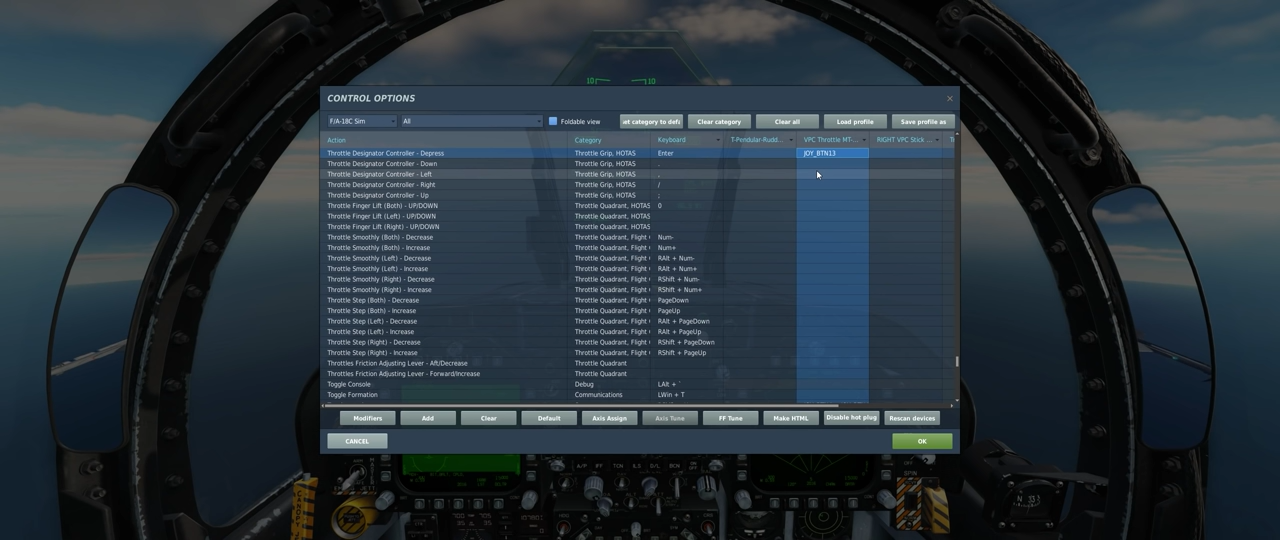 10 10
CONTROL OPTIONS ×
F/A-18C Sim All Foldable view et category to defa Clear category Clear all Load profile Save profile as
Action Category Keyboard T-Pendular-Rudd... VPC Throttle MT-... RIGHT VPC Stick ...
Throttle Designator Controller - Depress Throttle Grip, HOTAS Enter JOY_BTN13
Throttle Designator Controller - Down Throttle Grip, HOTAS .
Throttle Designator Controller - Left Throttle Grip, HOTAS ,
Throttle Designator Controller - Right Throttle Grip, HOTAS /
Throttle Designator Controller - Up Throttle Grip, HOTAS ;
Throttle Finger Lift (Both) - UP/DOWN Throttle Quadrant, HOTAS 0
Throttle Finger Lift (Left) - UP/DOWN Throttle Quadrant, HOTAS
Throttle Finger Lift (Right) - UP/DOWN Throttle Quadrant, HOTAS
Throttle Smoothly (Both) - Decrease Throttle Quadrant, Flight Num-
Throttle Smoothly (Both) - Increase Throttle Quadrant, Flight Num+
Throttle Smoothly (Left) - Decrease Throttle Quadrant, Flight RAlt + Num-
Throttle Smoothly (Left) - Increase Throttle Quadrant, Flight RAlt + Num+
Throttle Smoothly (Right) - Decrease Throttle Quadrant, Flight RShift + Num-
Throttle Smoothly (Right) - Increase Throttle Quadrant, Flight RShift + Num+
Throttle Step (Both) - Decrease Throttle Quadrant, Flight PageDown
Throttle Step (Both) - Increase Throttle Quadrant, Flight PageUp
Throttle Step (Left) - Decrease Throttle Quadrant, Flight RAlt + PageDown
Throttle Step (Left) - Increase Throttle Quadrant, Flight RAlt + PageUp
Throttle Step (Right) - Decrease Throttle Quadrant, Flight RShift + PageDown
Throttle Step (Right) - Increase Throttle Quadrant, Flight RShift + PageUp
Throttles Friction Adjusting Lever - Aft/Decrease Throttle Quadrant
Throttles Friction Adjusting Lever - Forward/Increase Throttle Quadrant
Toggle Console Debug LAlt + `
Toggle Formation Communications LWin + T
Modifiers Add Clear Default Axis Assign Axis Tune FF Tune Make HTML Disable hot plug Rescan devices
CANCEL OK
A/P IFF TCN ILS D/L BCN
SPIN
N 333